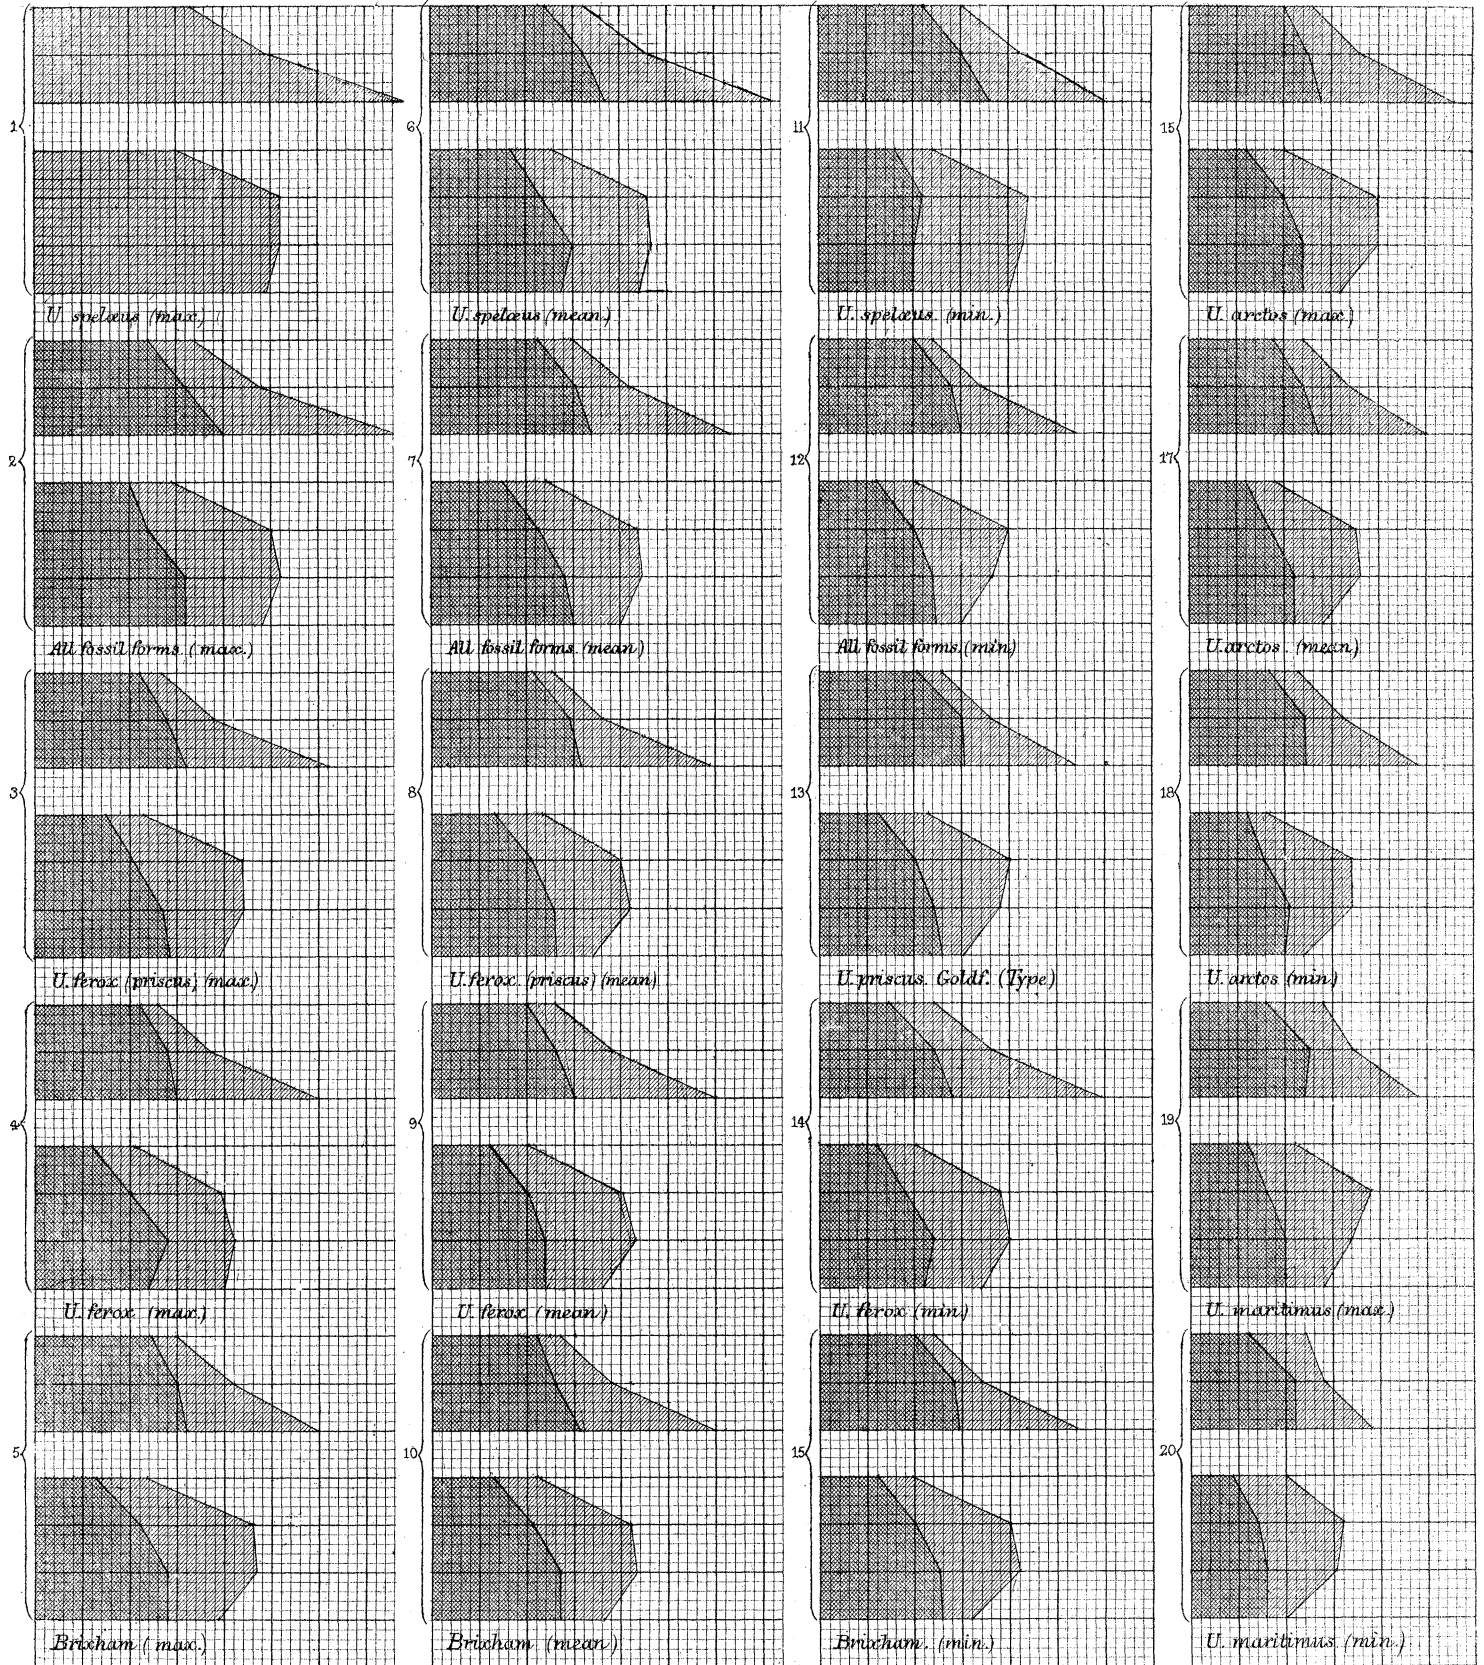 1
U. spelæus (max.)
2
All fossil forms. (max.)
3
U. ferox (priscus) (max.)
4
U. ferox (max.)
5
Brixham (max.)
6
U. spelæus (mean.)
7
All fossil forms. (mean)
8
U. ferox (priscus) (mean)
9
U. ferox (mean)
10
Brixham (mean)
11
U. spelæus. (min.)
12
All fossil forms. (min)
13
U. priscus. Goldf. (Type)
14
U. ferox (min.)
15
Brixham. (min.)
15
U. arctos (max.)
17
U. arctos. (mean)
18
U. arctos (min)
19
U. maritimus (max.)
20
U. maritimus (min.)